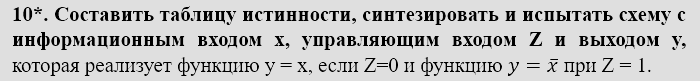 10*. Составить таблицу истинности, синтезировать и испытать схему с
информационным входом x, управляющим входом Z и выходом y,
которая реализует функцию y = x, если Z=0 и функцию y = x̄ при Z = 1.